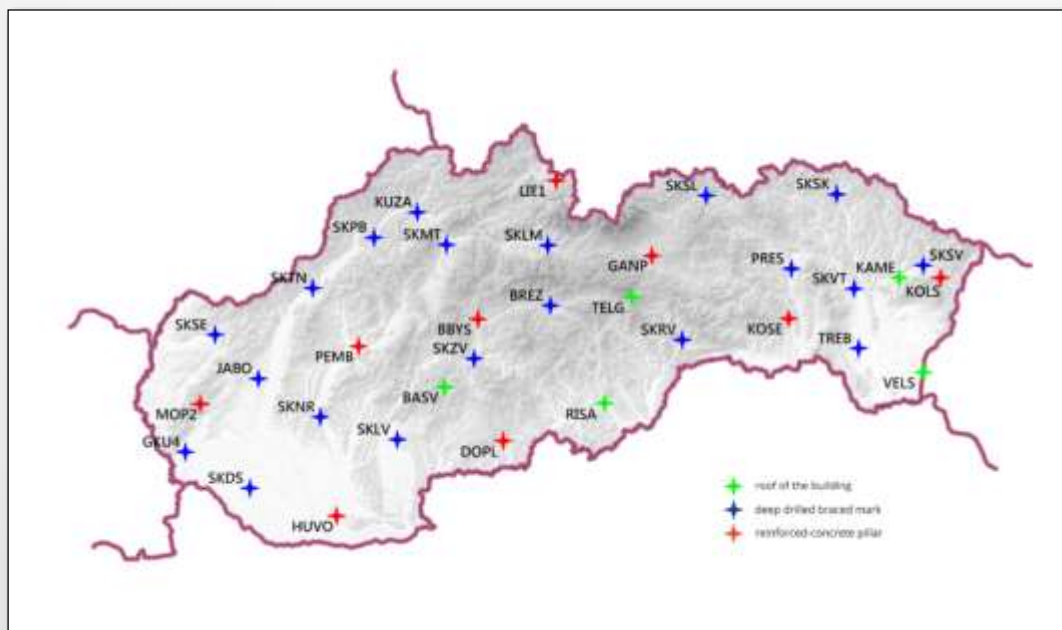 LIE1
SKSL
SKSK
KUZA
SKPB
SKMT
SKLM
GANP
PRES
KAME
SKSV
SKTN
SKVT
KOLS
BREZ
TELG
SKSE
BBYS
KOSE
SKRV
TREB
PEMB
SKZV
JABO
BASV
VELS
MOP2
SKNR
RISA
GKU4
SKLV
DOPL
SKDS
HUVO
roof of the building
deep drilled braced mark
reinforced-concrete pillar